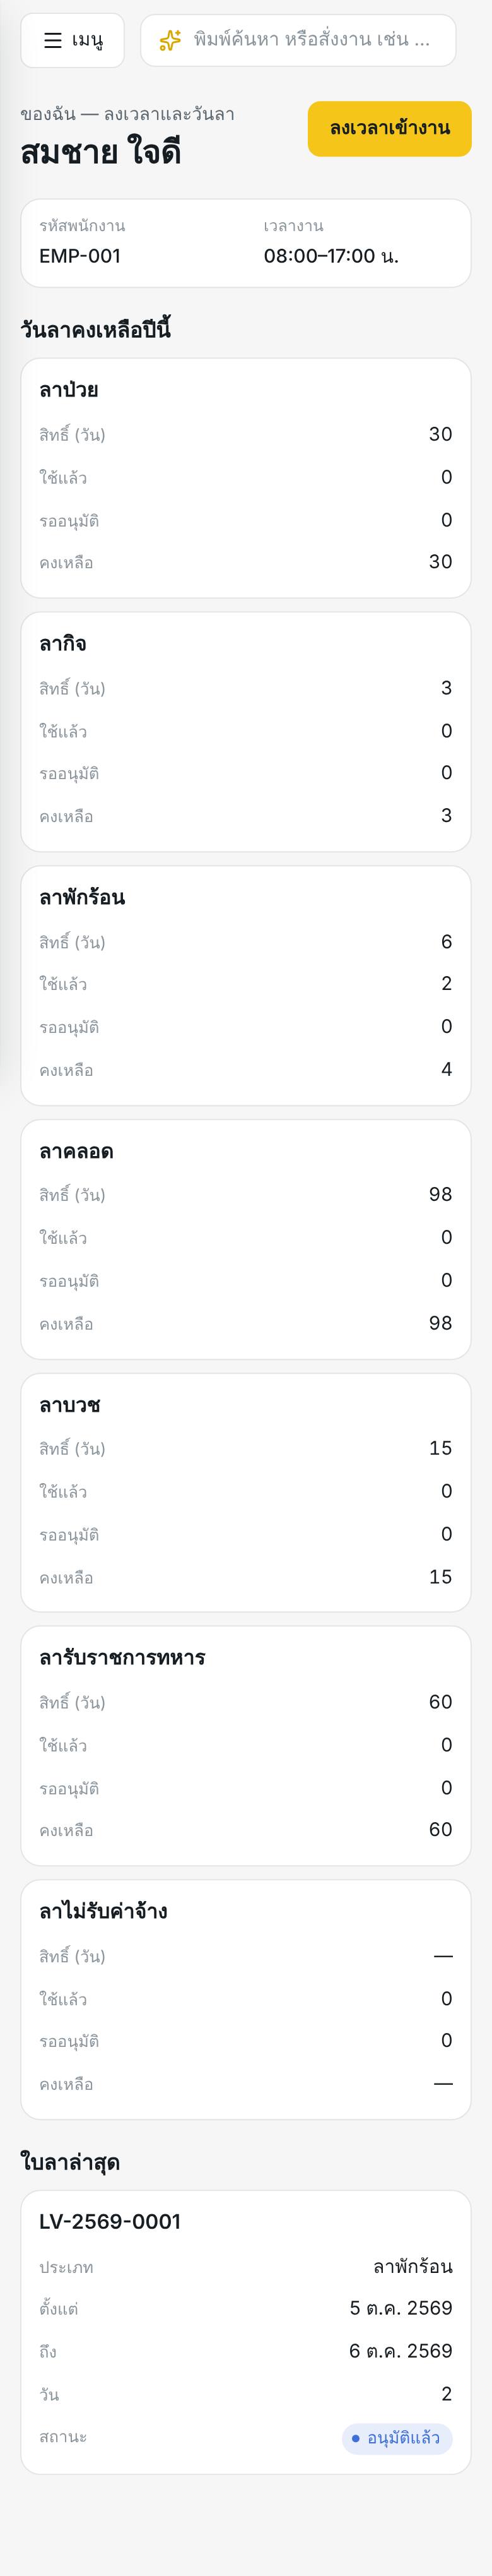 เมนู
พิมพ์ค้นหา หรือสั่งงาน เช่น ...
ของฉัน — ลงเวลาและวันลา
สมชาย ใจดี
ลงเวลาเข้างาน
รหัสพนักงาน
EMP-001
เวลางาน
08:00–17:00 น.
วันลาคงเหลือปีนี้
ลาป่วย
สิทธิ์ (วัน) 30
ใช้แล้ว 0
รออนุมัติ 0
คงเหลือ 30
ลากิจ
สิทธิ์ (วัน) 3
ใช้แล้ว 0
รออนุมัติ 0
คงเหลือ 3
ลาพักร้อน
สิทธิ์ (วัน) 6
ใช้แล้ว 2
รออนุมัติ 0
คงเหลือ 4
ลาคลอด
สิทธิ์ (วัน) 98
ใช้แล้ว 0
รออนุมัติ 0
คงเหลือ 98
ลาบวช
สิทธิ์ (วัน) 15
ใช้แล้ว 0
รออนุมัติ 0
คงเหลือ 15
ลารับราชการทหาร
สิทธิ์ (วัน) 60
ใช้แล้ว 0
รออนุมัติ 0
คงเหลือ 60
ลาไม่รับค่าจ้าง
สิทธิ์ (วัน) —
ใช้แล้ว 0
รออนุมัติ 0
คงเหลือ —
ใบลาล่าสุด
LV-2569-0001
ประเภท ลาพักร้อน
ตั้งแต่ 5 ต.ค. 2569
ถึง 6 ต.ค. 2569
วัน 2
สถานะ อนุมัติแล้ว